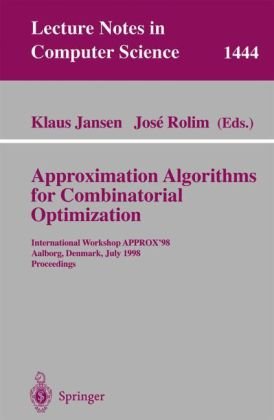 Lecture Notes in
Computer Science 1444
Klaus Jansen José Rolim (Eds.)
Approximation Algorithms
for Combinatorial
Optimization
International Workshop APPROX'98
Aalborg, Denmark, July 1998
Proceedings
Springer